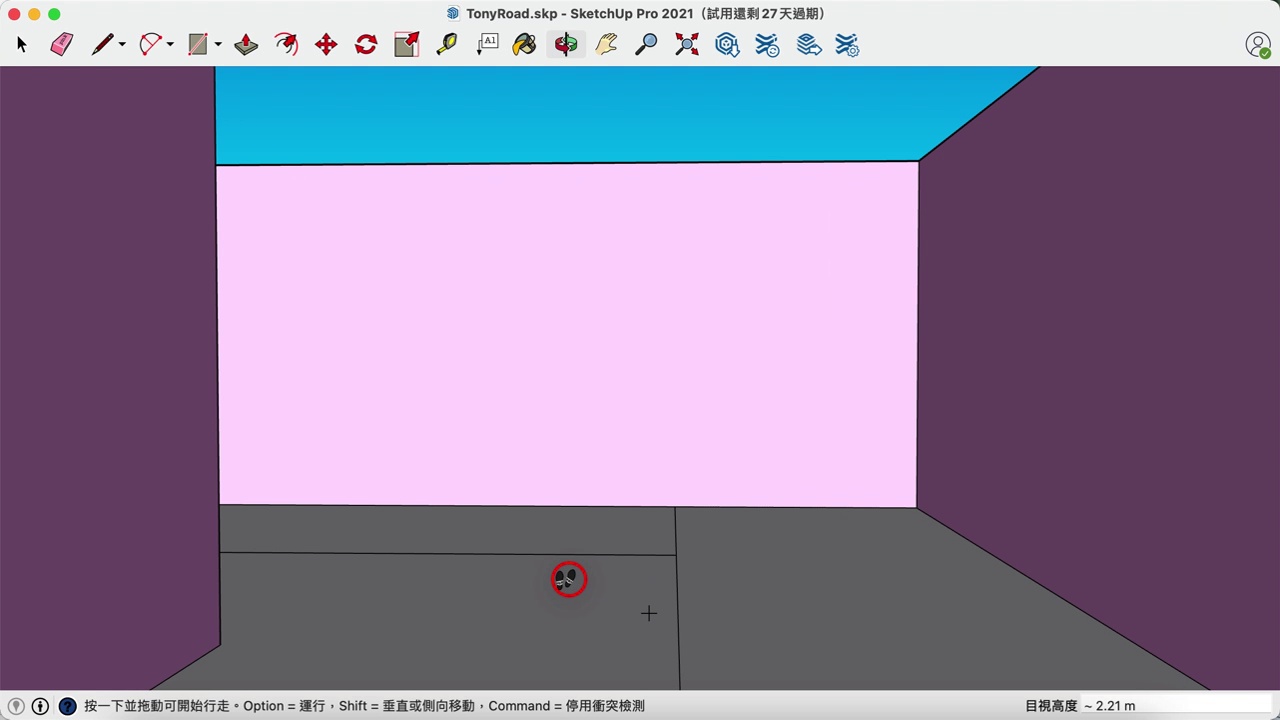 TonyRoad.skp - SketchUp Pro 2021（試用還剩 27 天過期）
A1
按一下並拖動可開始行走。Option = 運行，Shift = 垂直或側向移動，Command = 停用衝突檢測
目視高度 ~ 2.21 m